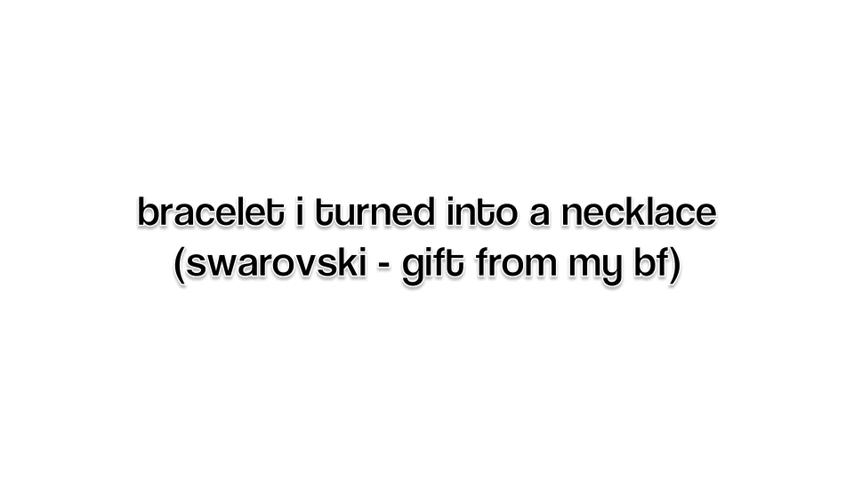 bracelet i turned into a necklace
(swarovski - gift from my bf)